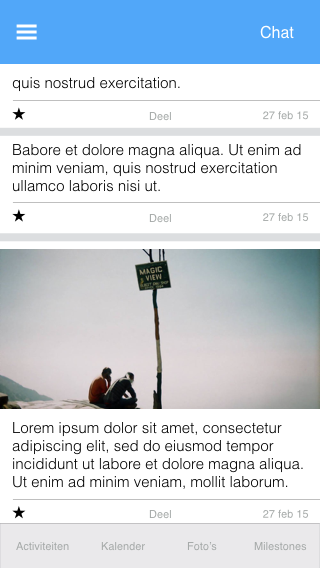 Chat
quis nostrud exercitation.
★ Deel 27 feb 15
Babore et dolore magna aliqua. Ut enim ad
minim veniam, quis nostrud exercitation
ullamco laboris nisi ut.
★ Deel 27 feb 15
MAGIC
VIEW
Lorem ipsum dolor sit amet, consectetur
adipiscing elit, sed do eiusmod tempor
incididunt ut labore et dolore magna aliqua.
Ut enim ad minim veniam, mollit laborum.
★ Deel 27 feb 15
Activiteiten Kalender Foto's Milestones